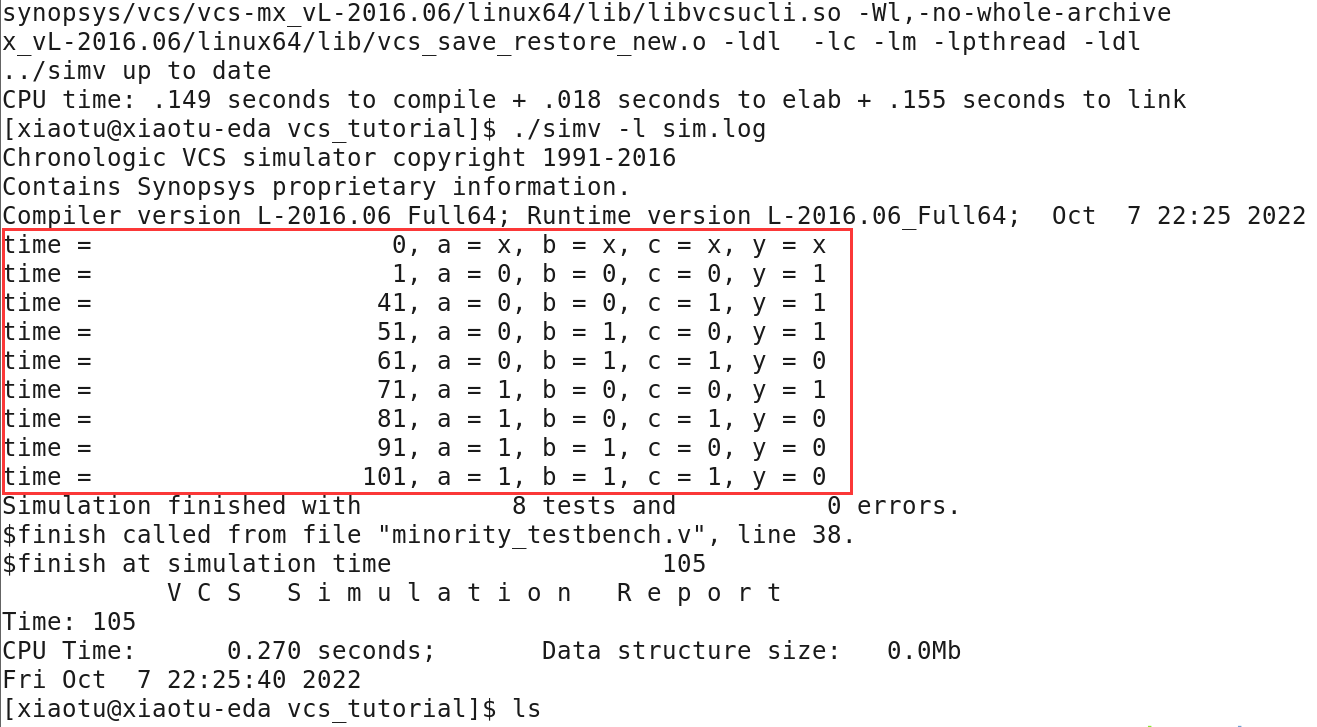 synopsys/vcs/vcs-mx_vL-2016.06/linux64/lib/libvcsucli.so -Wl,-no-whole-archive
x_vL-2016.06/linux64/lib/vcs_save_restore_new.o -ldl  -lc -lm -lpthread -ldl
../simv up to date
CPU time: .149 seconds to compile + .018 seconds to elab + .155 seconds to link
[xiaotu@xiaotu-eda vcs_tutorial]$ ./simv -l sim.log
Chronologic VCS simulator copyright 1991-2016
Contains Synopsys proprietary information.
Compiler version L-2016.06_Full64; Runtime version L-2016.06_Full64;  Oct  7 22:25 2022
time =                    0, a = x, b = x, c = x, y = x
time =                    1, a = 0, b = 0, c = 0, y = 1
time =                   41, a = 0, b = 0, c = 1, y = 1
time =                   51, a = 0, b = 1, c = 0, y = 1
time =                   61, a = 0, b = 1, c = 1, y = 0
time =                   71, a = 1, b = 0, c = 0, y = 1
time =                   81, a = 1, b = 0, c = 1, y = 0
time =                   91, a = 1, b = 1, c = 0, y = 0
time =                  101, a = 1, b = 1, c = 1, y = 0
Simulation finished with          8 tests and          0 errors.
$finish called from file "minority_testbench.v", line 38.
$finish at simulation time                  105
           V C S   S i m u l a t i o n   R e p o r t
Time: 105
CPU Time:      0.270 seconds;       Data structure size:   0.0Mb
Fri Oct  7 22:25:40 2022
[xiaotu@xiaotu-eda vcs_tutorial]$ ls